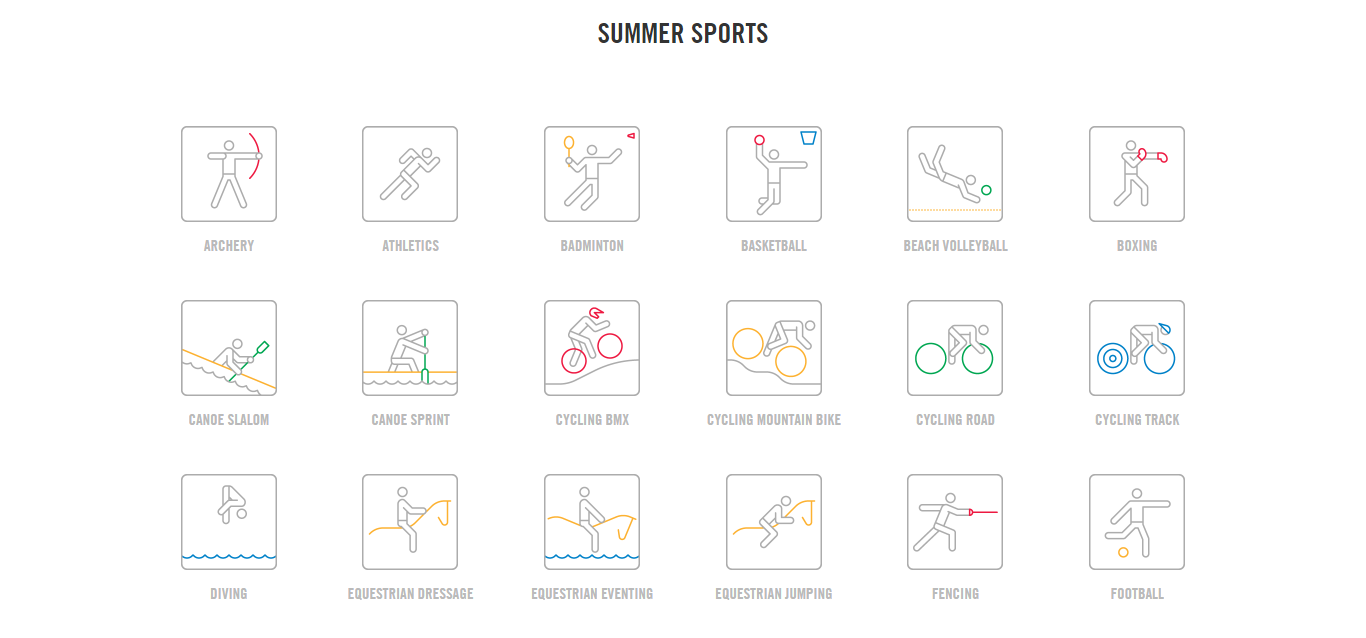 SUMMER SPORTS
ARCHERY
ATHLETICS
BADMINTON
BASKETBALL
BEACH VOLLEYBALL
BOXING
CANOE SLALOM
CANOE SPRINT
CYCLING BMX
CYCLING MOUNTAIN BIKE
CYCLING ROAD
CYCLING TRACK
DIVING
EQUESTRIAN DRESSAGE
EQUESTRIAN EVENTING
EQUESTRIAN JUMPING
FENCING
FOOTBALL